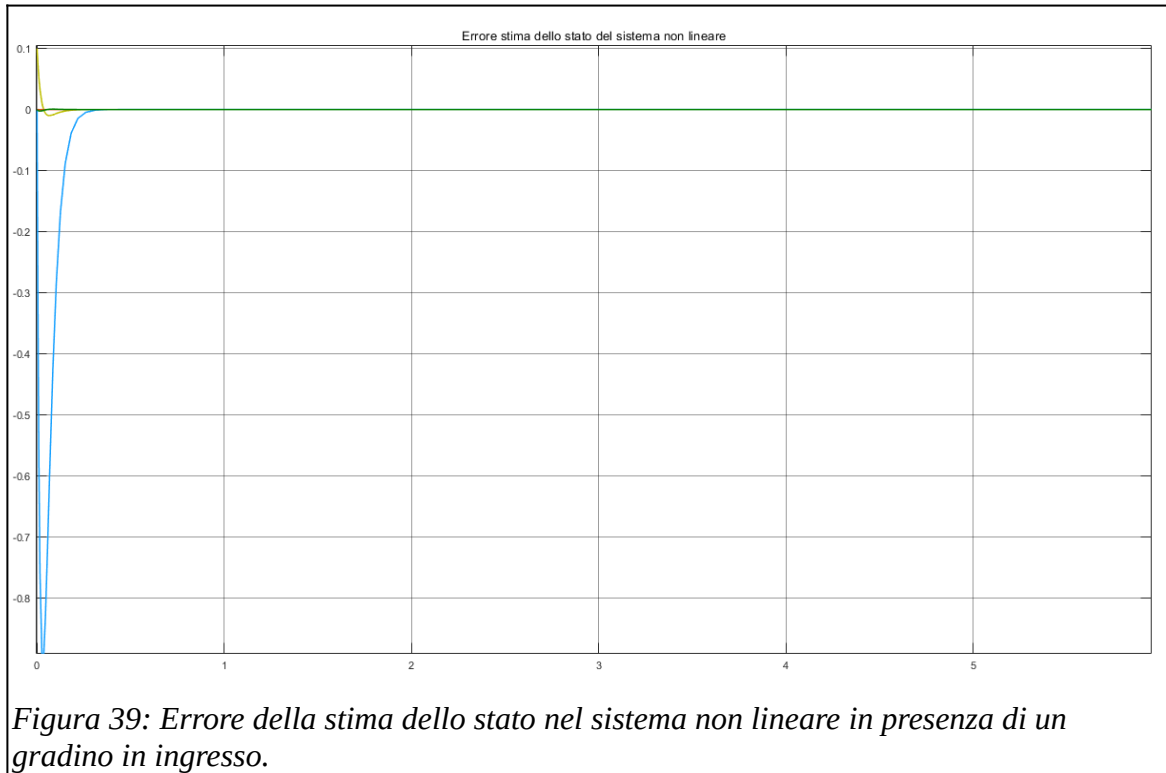 Errore stima dello stato del sistema non lineare
0.1
0
-0.1
-0.2
-0.3
-0.4
-0.5
-0.6
-0.7
-0.8
0 1 2 3 4 5
Figura 39: Errore della stima dello stato nel sistema non lineare in presenza di un
gradino in ingresso.